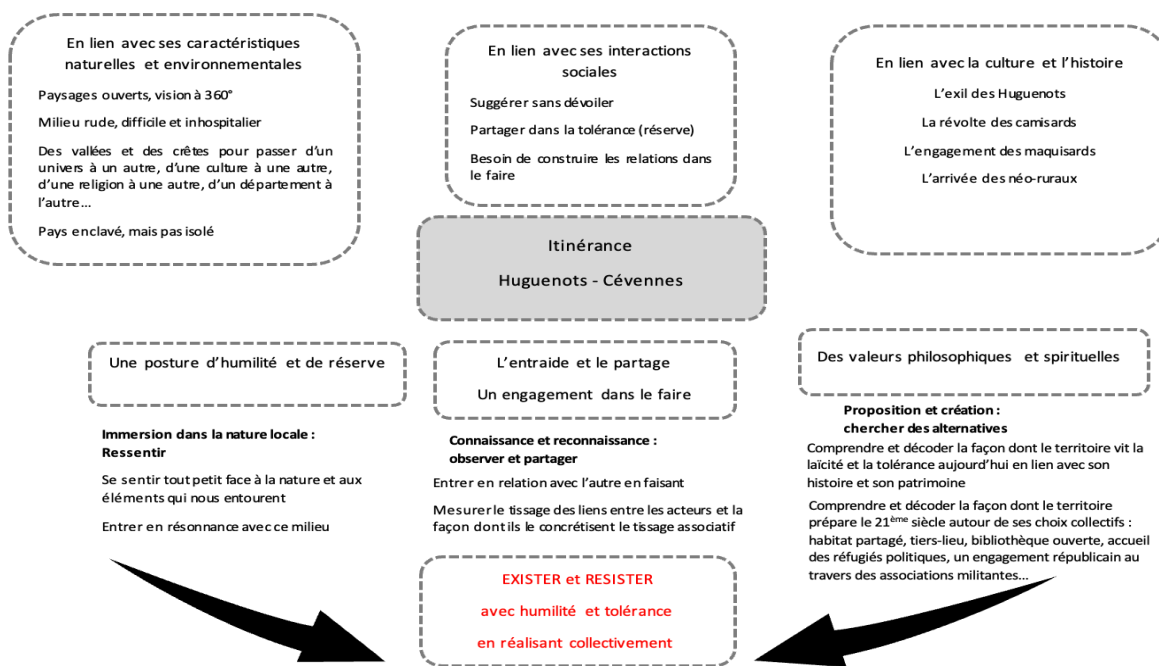 En lien avec ses caractéristiques
naturelles et environnementales
Paysages ouverts, vision à 360°
Milieu rude, difficile et inhospitalier
Des vallées et des crêtes pour passer d'un
univers à un autre, d'une culture à une autre,
d'une religion à une autre, d'un département à
l'autre...
Pays enclavé, mais pas isolé
En lien avec ses interactions
sociales
Suggérer sans dévoiler
Partager dans la tolérance (réserve)
Besoin de construire les relations dans
le faire
En lien avec la culture et l'histoire
L'exil des Huguenots
La révolte des camisards
L'engagement des maquisards
L'arrivée des néo-ruraux
Itinérance
Huguenots - Cévennes
Une posture d'humilité et de réserve
Immersion dans la nature locale :
Ressentir
Se sentir tout petit face à la nature et aux
éléments qui nous entourent
Entrer en résonnance avec ce milieu
L'entraide et le partage
Un engagement dans le faire
Connaissance et reconnaissance :
observer et partager
Entrer en relation avec l'autre en faisant
Mesurer le tissage des liens entre les acteurs et la
façon dont ils le concrétisent le tissage associatif
Des valeurs philosophiques et spirituelles
Proposition et création :
chercher des alternatives
Comprendre et décoder la façon dont le territoire vit la
laïcité et la tolérance aujourd'hui en lien avec son
histoire et son patrimoine
Comprendre et décoder la façon dont le territoire
prépare le 21ème siècle autour de ses choix collectifs :
habitat partagé, tiers-lieu, bibliothèque ouverte, accueil
des réfugiés politiques, un engagement républicain au
travers des associations militantes...
EXISTER et RESISTER
avec humilité et tolérance
en réalisant collectivement